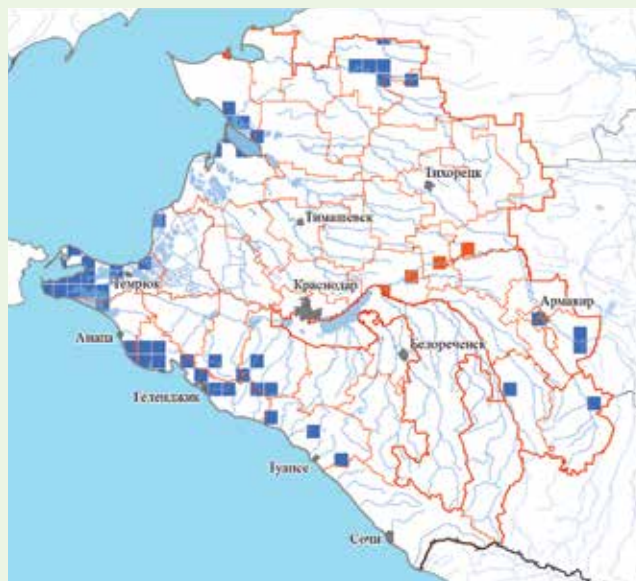 Тихорецк
Тимашевск
Темрюк
Краснодар
Армавир
Анапа
Белореченск
Геленджик
Туапсе
Сочи